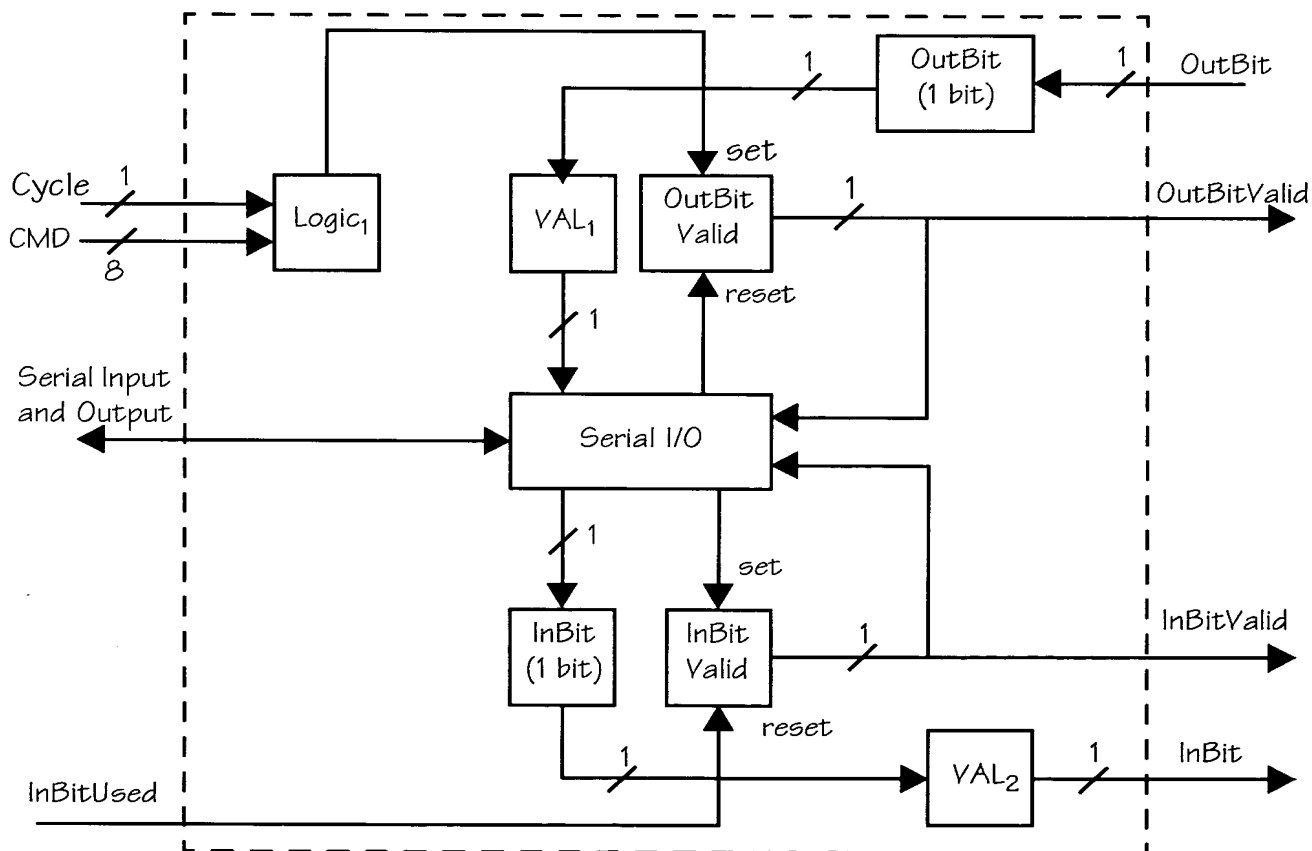 1
OutBit
(1 bit)
1
OutBit
set
Cycle
1
CMD
8
Logic1
VAL1
OutBit
Valid
1
OutBitValid
reset
1
Serial Input
and Output
Serial I/O
1
set
InBit
(1 bit)
InBit
Valid
1
InBitValid
reset
1
VAL2
1
InBit
InBitUsed